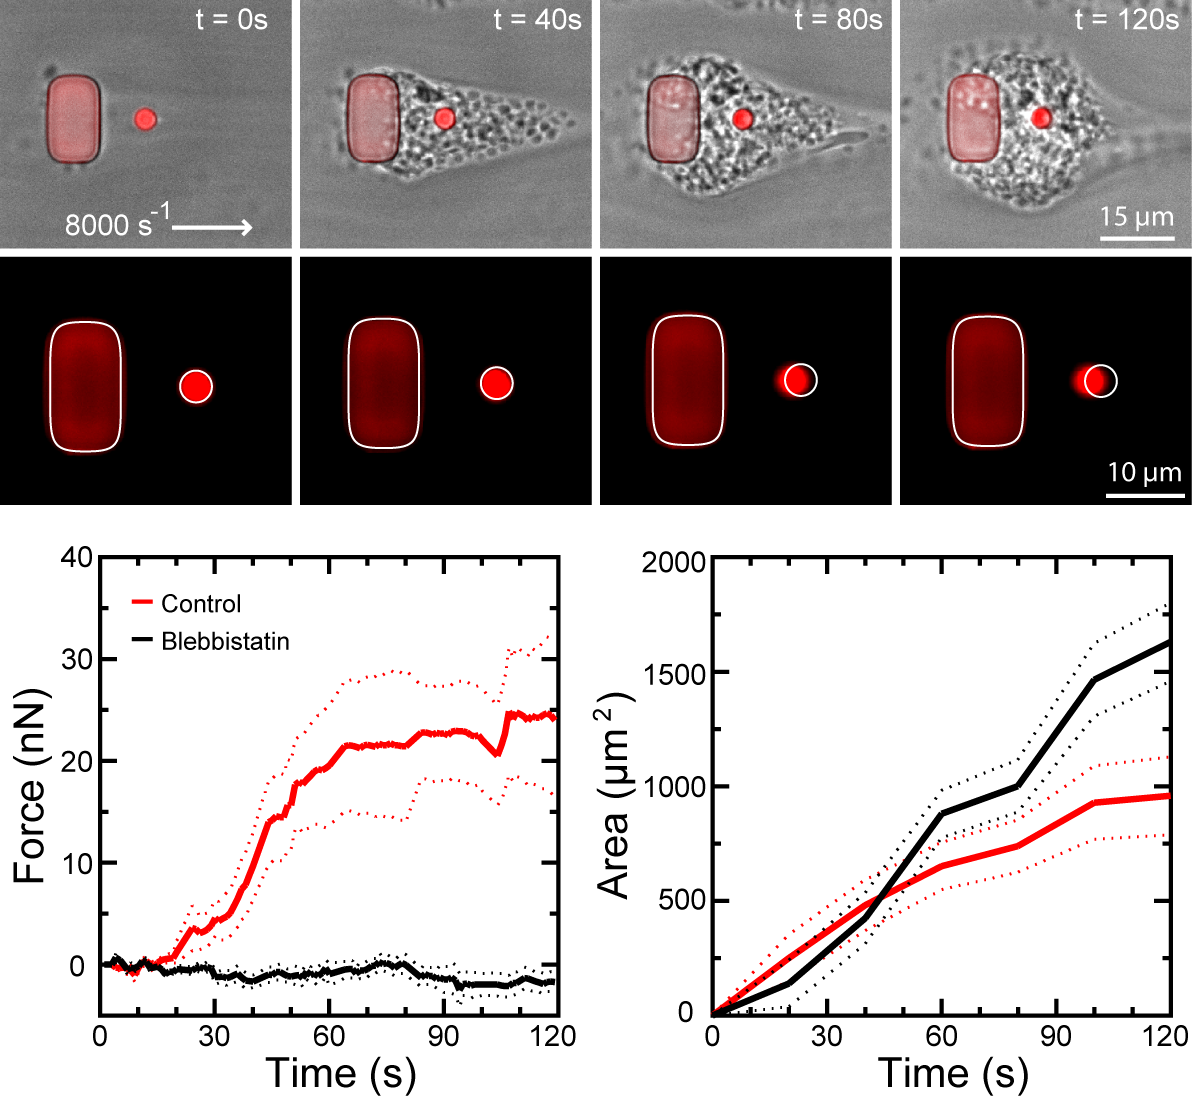 t = 0s
t = 40s
t = 80s
t = 120s
8000 s-1
15 µm
10 µm
40
30
20
10
0
Force (nN)
Control
Blebbistatin
0
30
60
90
120
Time (s)
2000
1500
1000
500
0
Area (µm2)
0
30
60
90
120
Time (s)